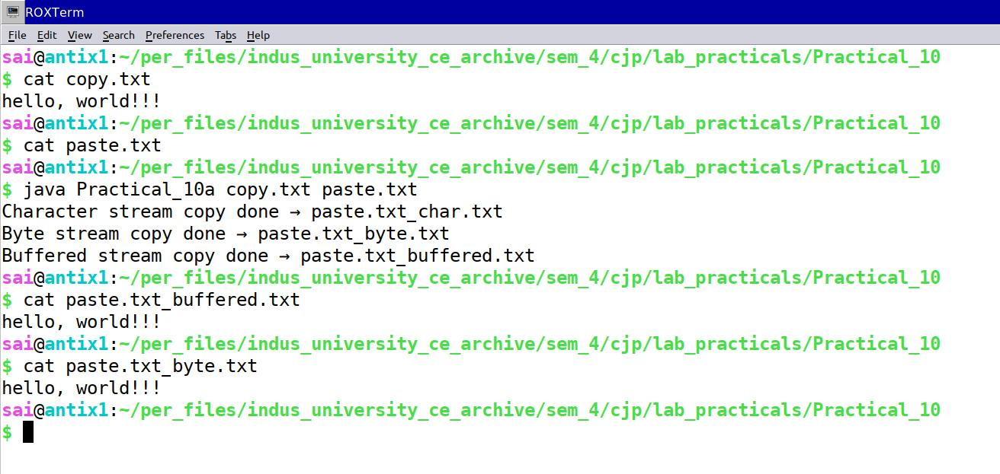 ROXTerm
File Edit View Search Preferences Tabs Help
sai@antix1:~/per_files/indus_university_ce_archive/sem_4/cjp/lab_practicals/Practical_10
$ cat copy.txt
hello, world!!!
sai@antix1:~/per_files/indus_university_ce_archive/sem_4/cjp/lab_practicals/Practical_10
$ cat paste.txt
sai@antix1:~/per_files/indus_university_ce_archive/sem_4/cjp/lab_practicals/Practical_10
$ java Practical_10a copy.txt paste.txt
Character stream copy done → paste.txt_char.txt
Byte stream copy done → paste.txt_byte.txt
Buffered stream copy done → paste.txt_buffered.txt
sai@antix1:~/per_files/indus_university_ce_archive/sem_4/cjp/lab_practicals/Practical_10
$ cat paste.txt_buffered.txt
hello, world!!!
sai@antix1:~/per_files/indus_university_ce_archive/sem_4/cjp/lab_practicals/Practical_10
$ cat paste.txt_byte.txt
hello, world!!!
sai@antix1:~/per_files/indus_university_ce_archive/sem_4/cjp/lab_practicals/Practical_10
$